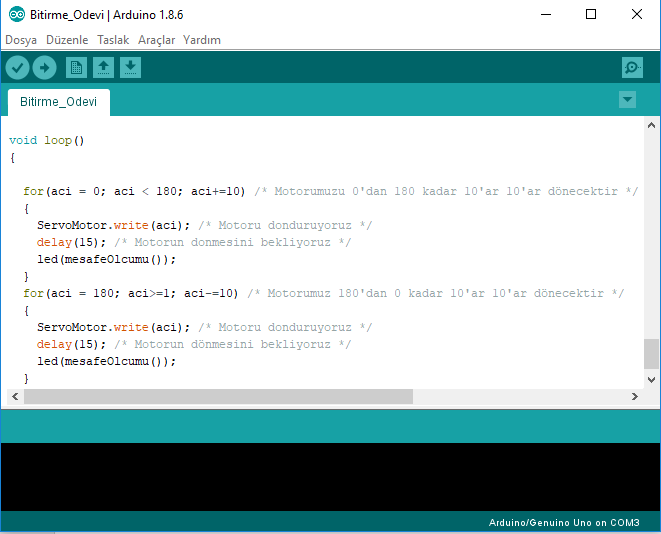 Bitirme_Odevi | Arduino 1.8.6
Dosya Düzenle Taslak Araçlar Yardım
Bitirme_Odevi
void loop()
{
for(aci = 0; aci < 180; aci+=10) /* Motorumuzu 0'dan 180 kadar 10'ar 10'ar dönecektir */
{
ServoMotor.write(aci); /* Motoru donduruyoruz */
delay(15); /* Motorun donmesini bekliyoruz */
led(mesafeOlcumu());
}
for(aci = 180; aci>=1; aci-=10) /* Motorumuz 180'dan 0 kadar 10'ar 10'ar dönecektir */
{
ServoMotor.write(aci); /* Motoru donduruyoruz */
delay(15); /* Motorun dönmesini bekliyoruz */
led(mesafeOlcumu());
}
Arduino/Genuino Uno on COM3